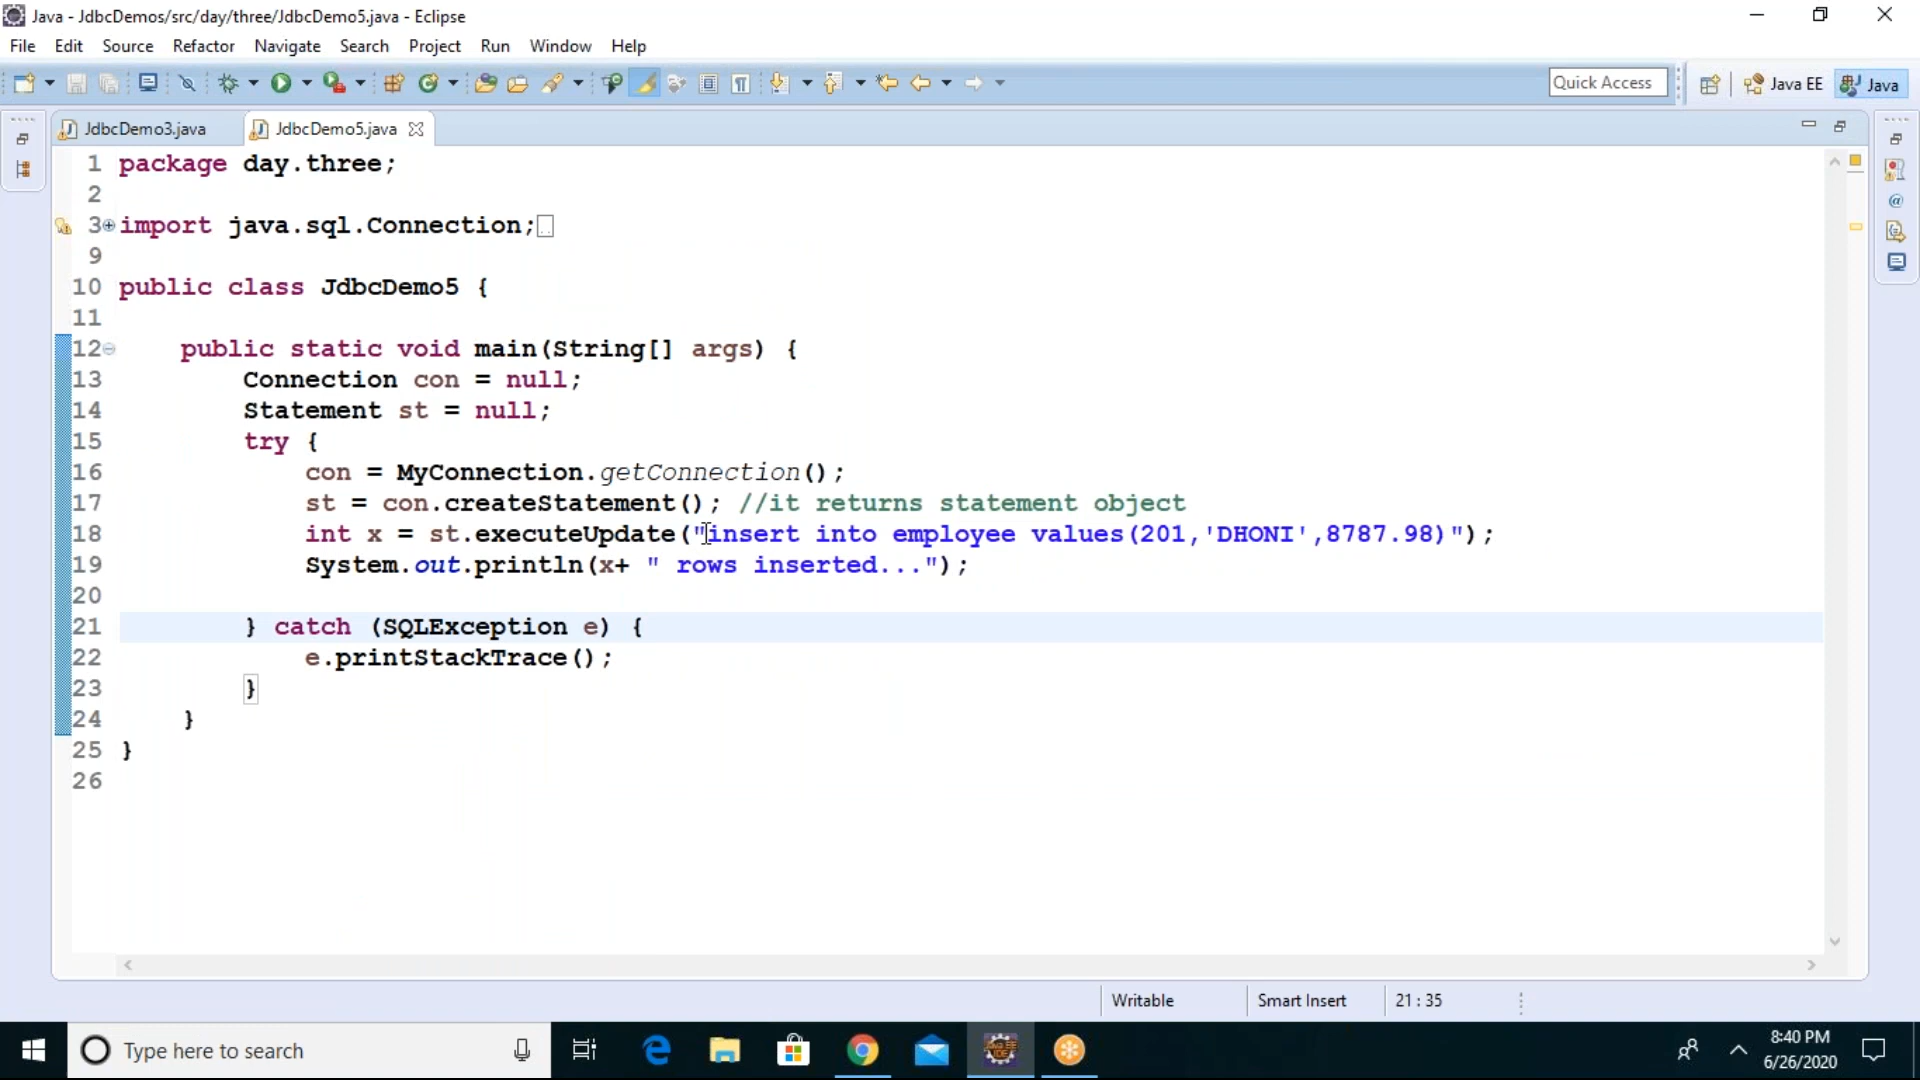 Java - JdbcDemos/src/day/three/JdbcDemo5.java - Eclipse
File Edit Source Refactor Navigate Search Project Run Window Help
Quick Access Java EE Java
JdbcDemo3.java JdbcDemo5.java
1 package day.three;
2
3 import java.sql.Connection;
9
10 public class JdbcDemo5 {
11
12 public static void main(String[] args) {
13 Connection con = null;
14 Statement st = null;
15 try {
16 con = MyConnection.getConnection();
17 st = con.createStatement(); //it returns statement object
18 int x = st.executeUpdate("insert into employee values(201,'DHONI',8787.98)");
19 System.out.println(x+ " rows inserted...");
20
21 } catch (SQLException e) {
22 e.printStackTrace();
23 }
24 }
25 }
26
Writable Smart Insert 21 : 35
Type here to search
8:40 PM
6/26/2020